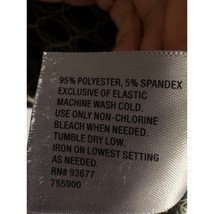 95% POLYESTER, 5% SPANDEX
EXCLUSIVE OF ELASTIC
MACHINE WASH COLD.
USE ONLY NON-CHLORINE
BLEACH WHEN NEEDED.
TUMBLE DRY LOW.
IRON ON LOWEST SETTING
AS NEEDED.
RN# 93677
755900